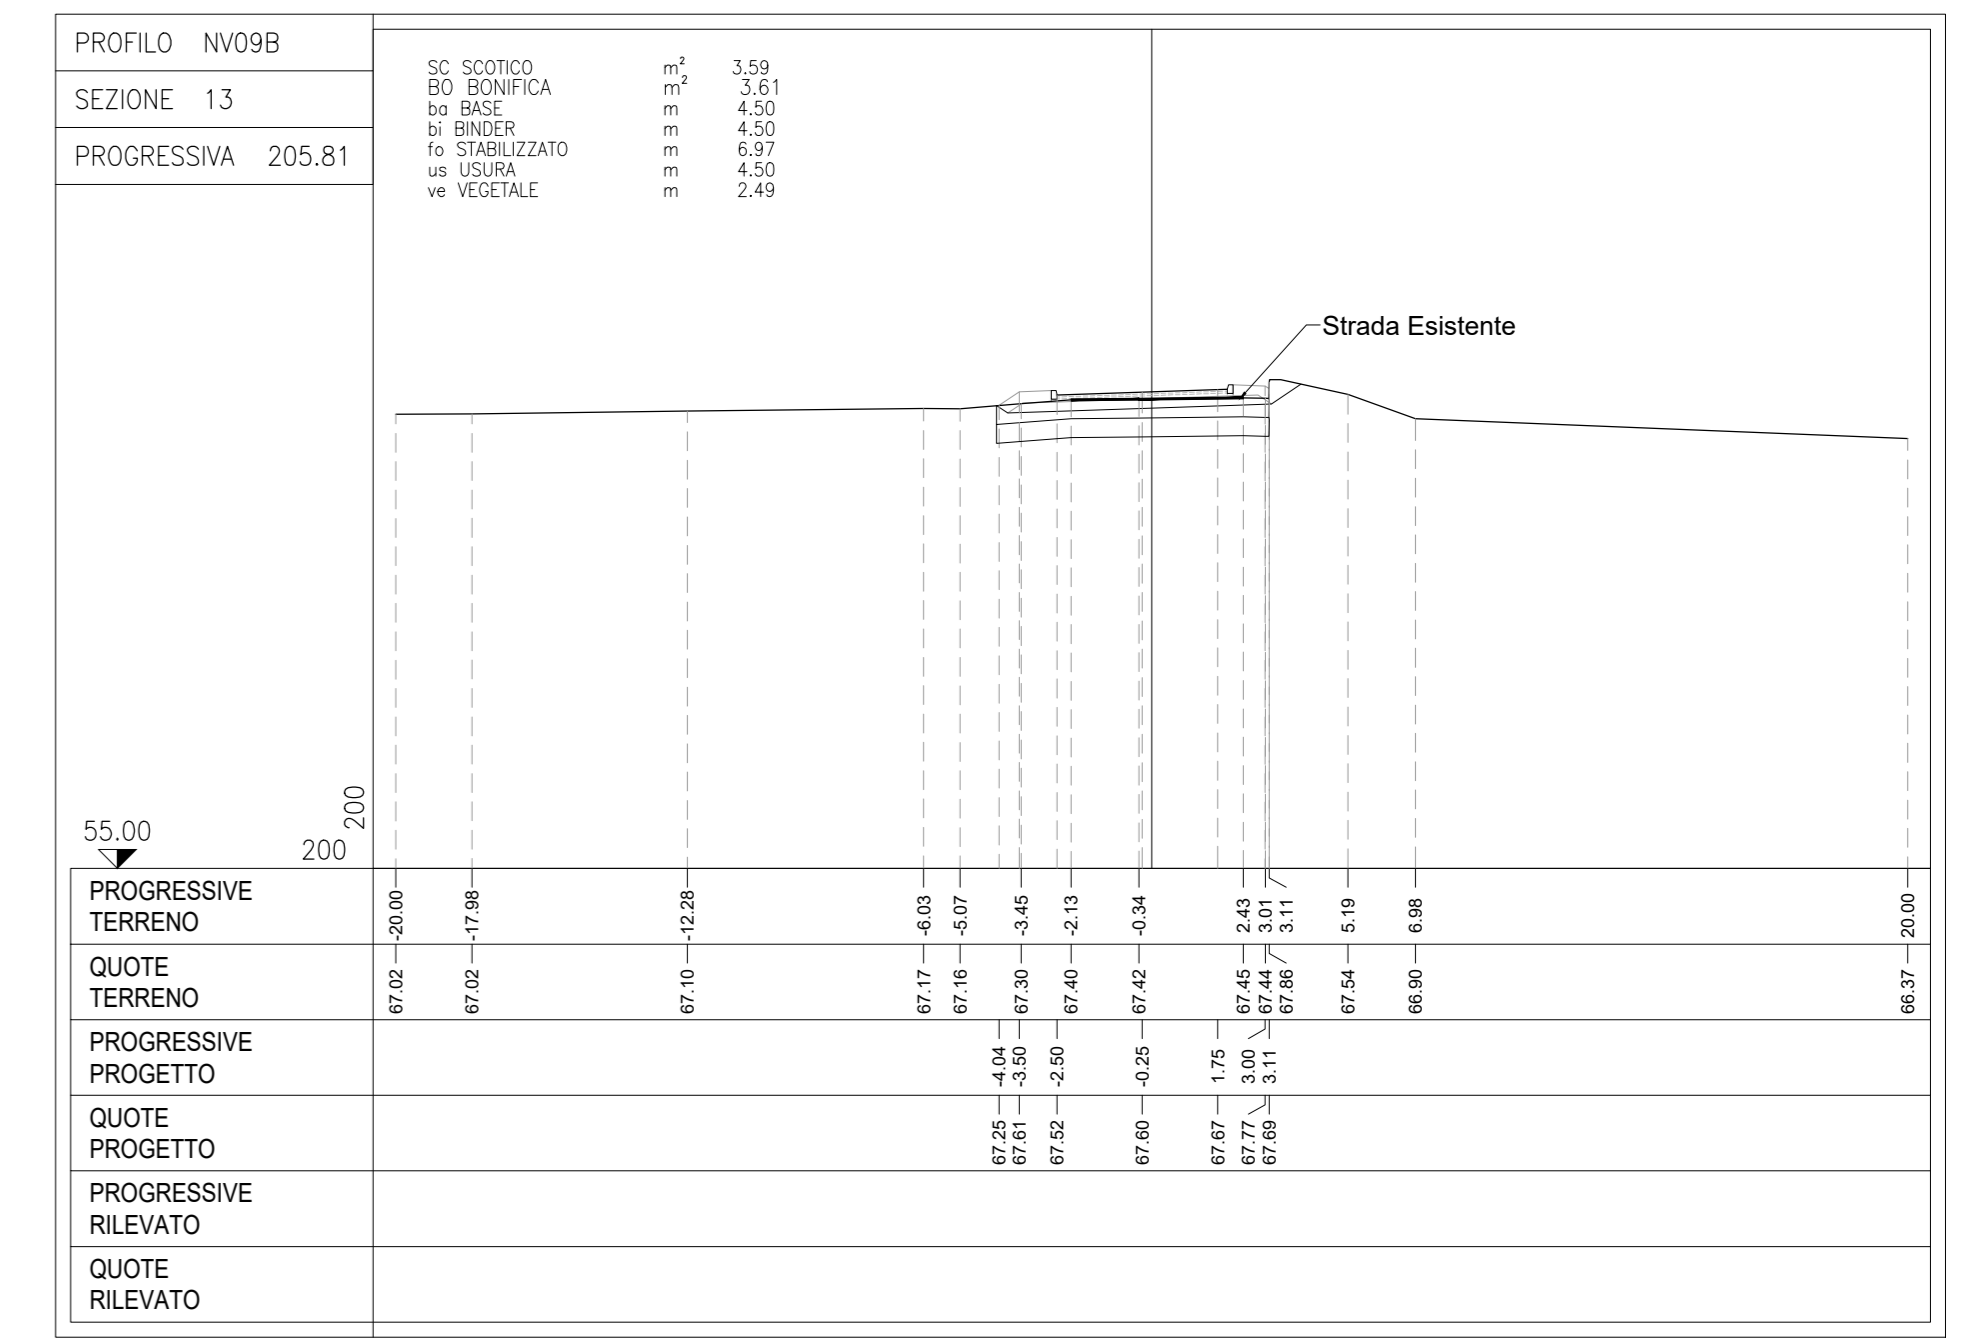 PROFILO NV09B
SEZIONE 13
PROGRESSIVA 205.81
SC SCOTICO m² 3.59
BO BONIFICA m² 3.61
ba BASE m 4.50
bi BINDER m 4.50
fo STABILIZZATO m 6.97
us USURA m 4.50
ve VEGETALE m 2.49
Strada Esistente
200
55.00
200
PROGRESSIVE
TERRENO
-20.00 -17.98 -12.28 -6.03 -5.07 -3.45 -2.13 -0.34 2.43 3.01 3.11 5.19 6.98 20.00
QUOTE
TERRENO
67.02 67.02 67.10 67.17 67.16 67.30 67.40 67.42 67.45 67.44 67.86 67.54 66.90 66.37
PROGRESSIVE
PROGETTO
-4.04 -3.50 -2.50 -0.25 1.75 3.00 3.11
QUOTE
PROGETTO
67.25 67.61 67.52 67.60 67.67 67.77 67.69
PROGRESSIVE
RILEVATO
QUOTE
RILEVATO